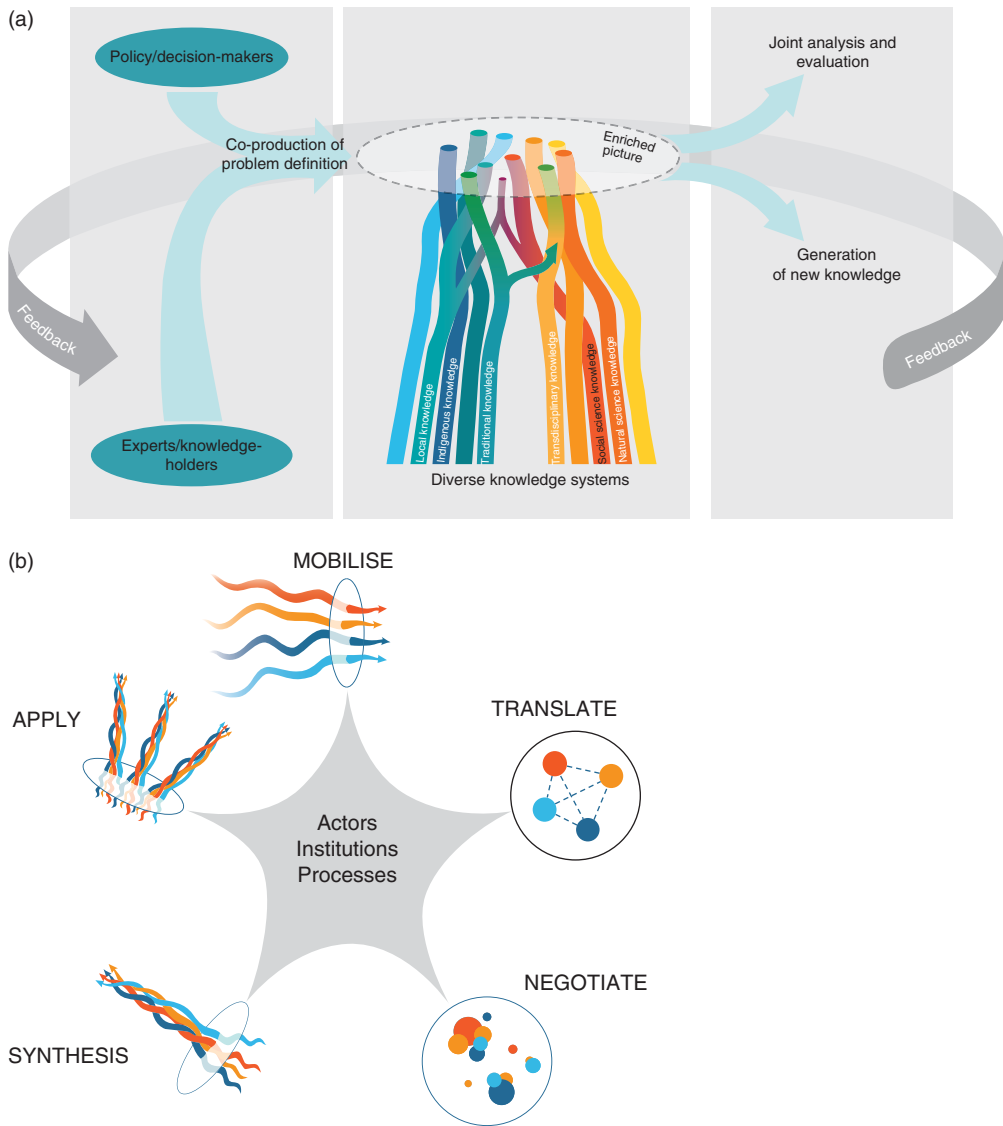 (a)
Policy/decision-makers
Co-production of
problem definition
Experts/knowledge-
holders
Feedback
Enriched
picture
Local knowledge
Indigenous knowledge
Traditional knowledge
Transdisciplinary knowledge
Social science knowledge
Natural science knowledge
Diverse knowledge systems
Joint analysis and
evaluation
Generation
of new knowledge
Feedback
(b)
MOBILISE
APPLY
TRANSLATE
Actors
Institutions
Processes
SYNTHESIS
NEGOTIATE